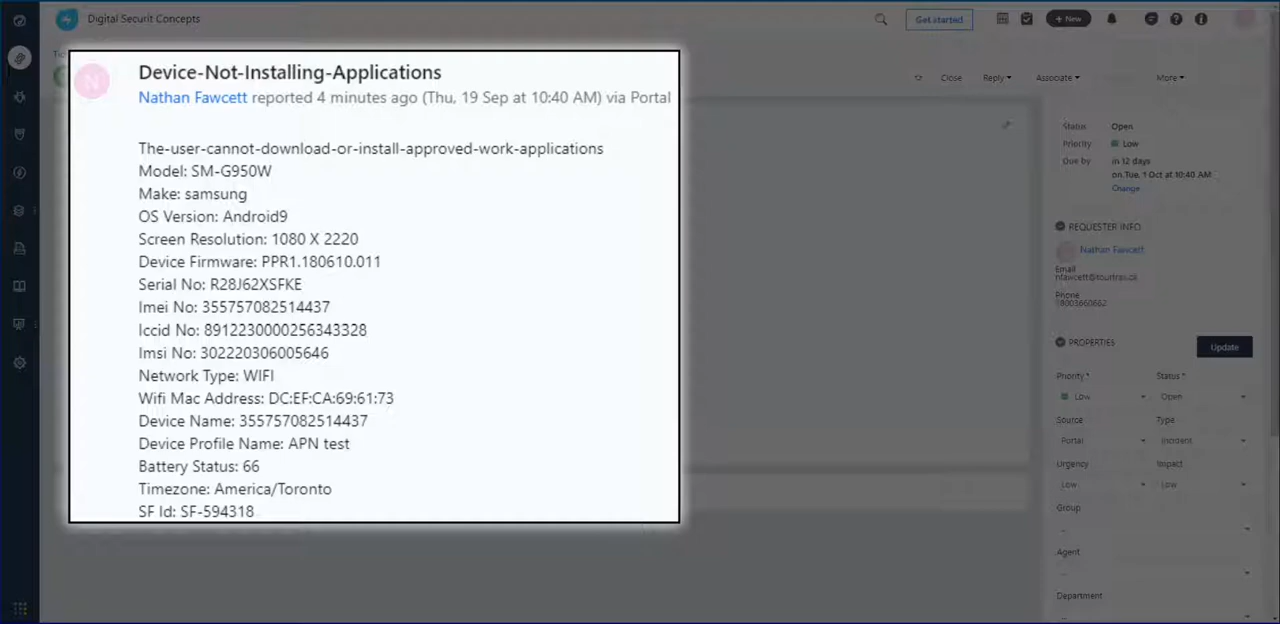 Digital Securit Concepts
Get started
+ New
Device-Not-Installing-Applications
Nathan Fawcett reported 4 minutes ago (Thu, 19 Sep at 10:40 AM) via Portal
Close
Reply
Associate
More
The-user-cannot-download-or-install-approved-work-applications
Model: SM-G950W
Make: samsung
OS Version: Android9
Screen Resolution: 1080 X 2220
Device Firmware: PPR1.180610.011
Serial No: R28J62XSFKE
Imei No: 355757082514437
Iccid No: 8912230000256343328
Imsi No: 302220306005646
Network Type: WIFI
Wifi Mac Address: DC:EF:CA:69:61:73
Device Name: 355757082514437
Device Profile Name: APN test
Battery Status: 66
Timezone: America/Toronto
SF Id: SF-594318
Status Open
Priority Low
Due by in 12 days
on Tue, 1 Oct at 10:40 AM
Change
REQUESTER INFO
Nathan Fawcett
Email
Phone
18003660662
PROPERTIES
Update
Priority * Status *
Low Open
Source Type
Portal Incident
Urgency Impact
Low Low
Group
--
Agent
--
Department
--